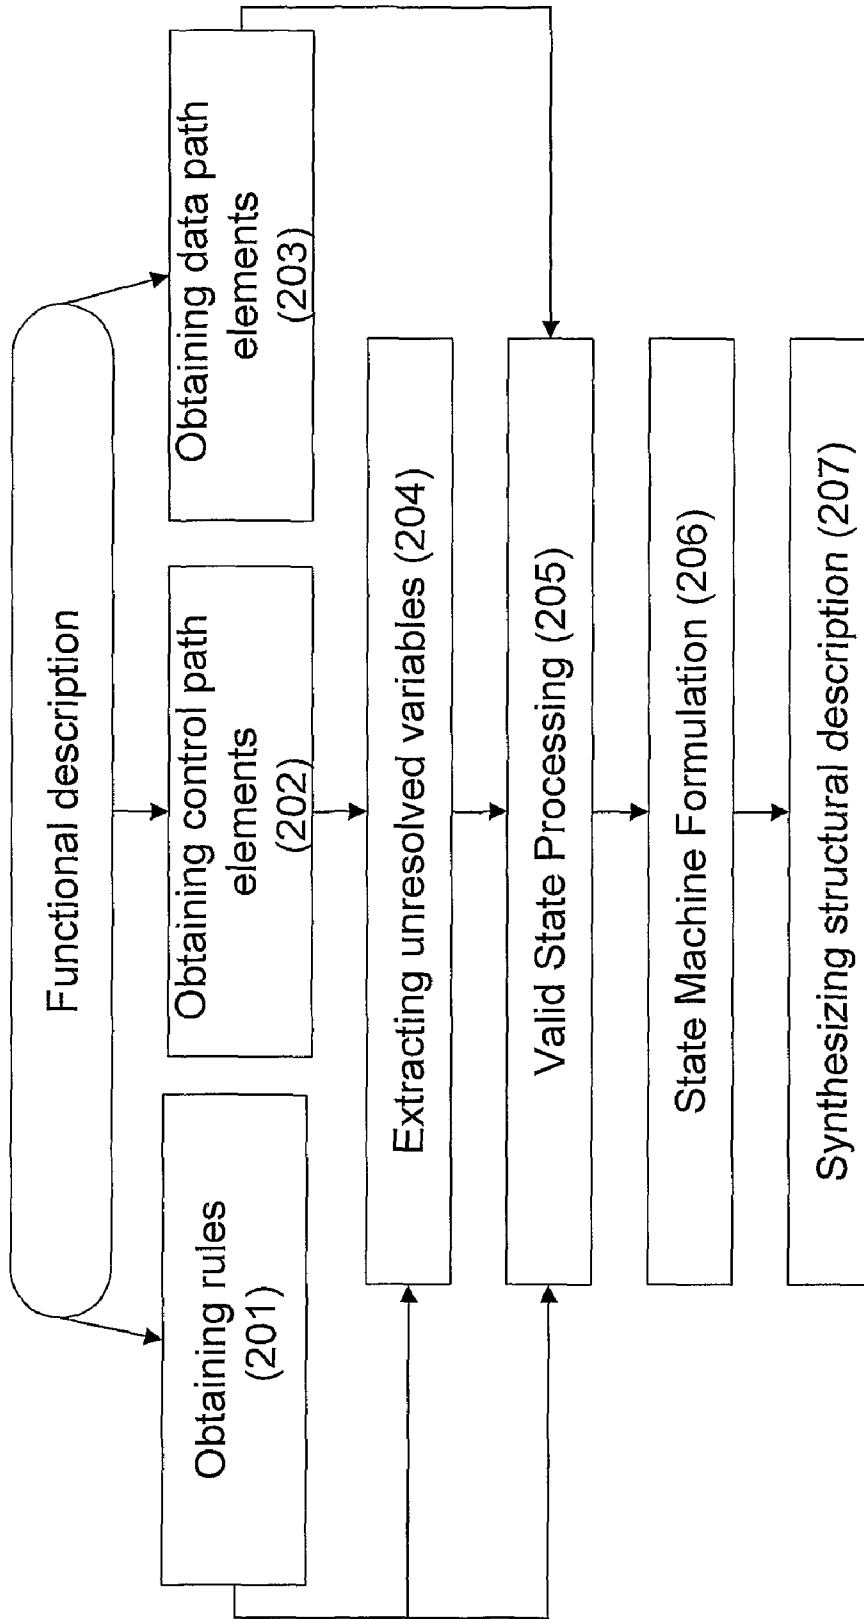 Functional description
Obtaining rules
(201)
Obtaining control path
elements
(202)
Obtaining data path
elements
(203)
Extracting unresolved variables (204)
Valid State Processing (205)
State Machine Formulation (206)
Synthesizing structural description (207)